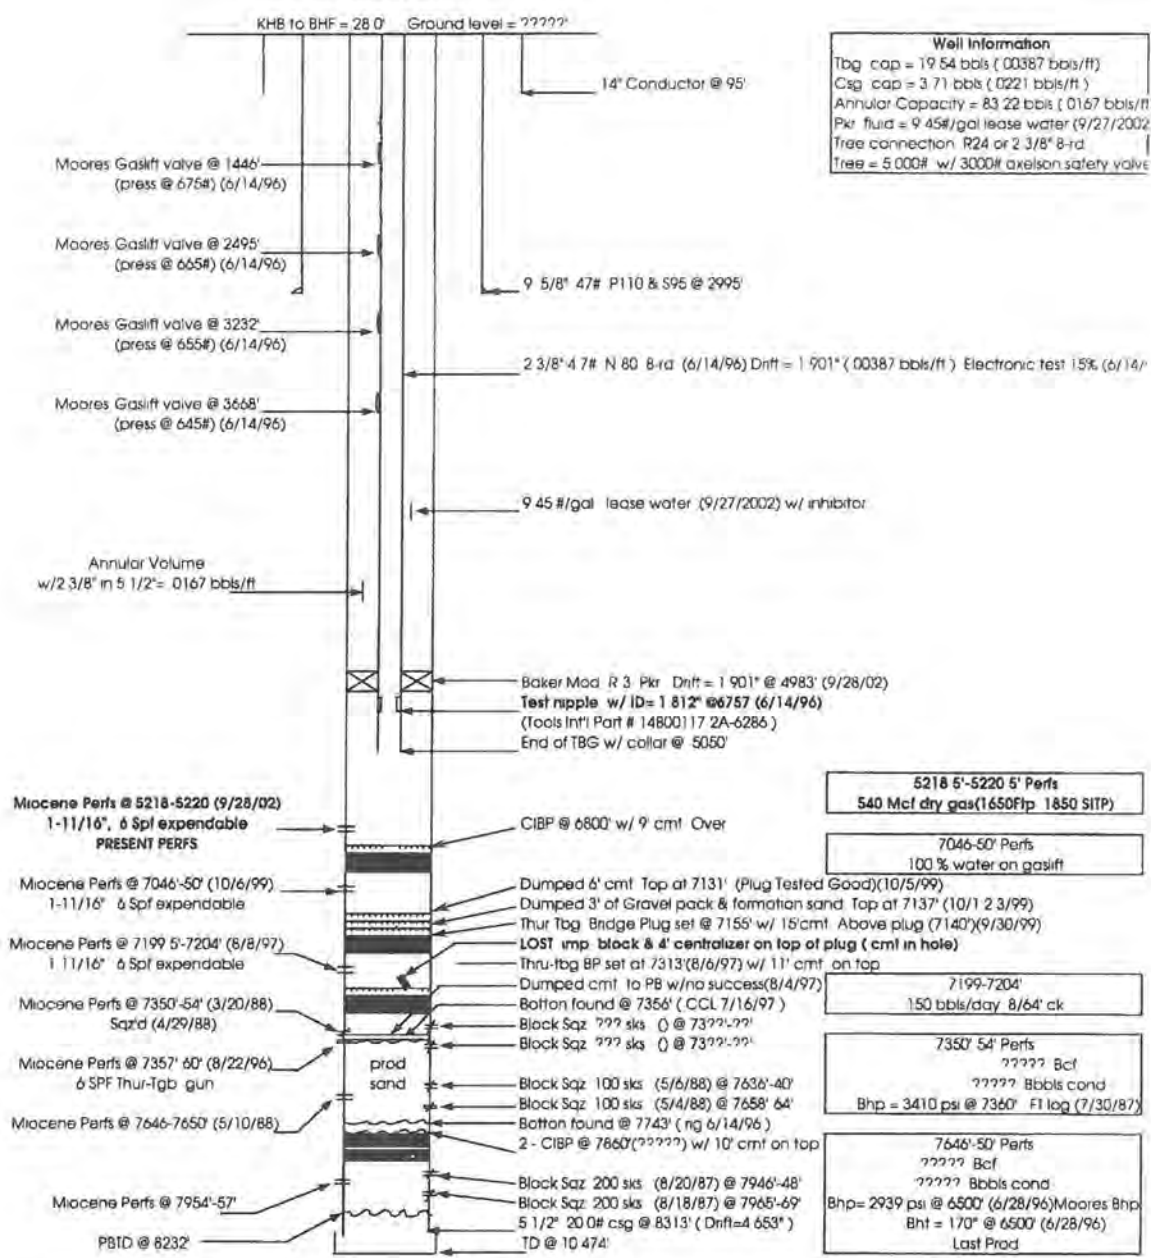 KHB to BHF = 28 0' Ground level = ?????'
Well Information
Tbg cap = 19 54 bbls ( 00387 bbls/ft)
Csg cap = 3 71 bbls ( 0221 bbls/ft )
Annular Capacity = 83 22 bbls ( 0167 bbls/ft
Pkr fluid = 9 45#/gal lease water (9/27/2002
Tree connection R24 or 2 3/8" 8-rd
Tree = 5 000# w/ 3000# axelson safety valve
14" Conductor @ 95'
Moores Gaslift valve @ 1446'
(press @ 675#) (6/14/96)
Moores Gaslift valve @ 2495'
(press @ 665#) (6/14/96)
9 5/8" 47# P110 & S95 @ 2995'
Moores Gaslift valve @ 3232'
(press @ 655#) (6/14/96)
2 3/8" 4 7# N 80 8-rd (6/14/96) Drift = 1 901" ( 00387 bbls/ft ) Electronic test 15% (6/14/
Moores Gaslift valve @ 3668'
(press @ 645#) (6/14/96)
9 45 #/gal lease water (9/27/2002) w/ inhibitor
Annular Volume
w/2 3/8" in 5 1/2"= 0167 bbls/ft
Baker Mod R 3 Pkr Drift = 1 901" @ 4983' (9/28/02)
Test nipple w/ ID= 1 812" @6757 (6/14/96)
(Tools Int'l Part # 14800117 2A-6286 )
End of TBG w/ collar @ 5050'
5218 5'-5220 5' Perfs
540 Mcf dry gas(1650Flp 1850 SITP)
Miocene Perfs @ 5218-5220 (9/28/02)
1-11/16", 6 Spf expendable
PRESENT PERFS
CIBP @ 6800' w/ 9' cmt Over
7046-50' Perfs
100 % water on gaslift
Miocene Perfs @ 7046'-50' (10/6/99)
1-11/16" 6 Spf expendable
Dumped 6' cmt Top at 7131' (Plug Tested Good)(10/5/99)
Dumped 3' of Gravel pack & formation sand Top at 7137' (10/1 2 3/99)
Thur Tbg Bridge Plug set @ 7155' w/ 15'cmt Above plug (7140')(9/30/99)
LOST imp block & 4' centralizer on top of plug ( cmt in hole)
Miocene Perfs @ 7199 5'-7204' (8/8/97)
1 11/16" 6 Spf expendable
Thru-tbg BP set at 7313'(8/6/97) w/ 11' cmt on top
Dumped cmt to PB w/no success(8/4/97)
7199-7204'
150 bbls/day 8/64' ck
Miocene Perfs @ 7350'-54' (3/20/88)
Sqz'd (4/29/88)
Botton found @ 7356' ( CCL 7/16/97 )
Block Sqz ??? sks () @ 73??'-??'
Block Sqz ??? sks () @ 73??'-??'
7350' 54' Perfs
????? Bcf
????? Bbbls cond
Bhp = 3410 psi @ 7360' F1 log (7/30/87)
Miocene Perfs @ 7357' 60' (8/22/96)
6 SPF Thur-Tgb gun
prod
sand
Block Sqz 100 sks (5/6/88) @ 7636'-40'
Block Sqz 100 sks (5/4/88) @ 7658' 64'
Miocene Perfs @ 7646-7650' (5/10/88)
Botton found @ 7743' ( rig 6/14/96 )
2 - CIBP @ 7860'(?????) w/ 10' cmt on top
7646'-50' Perfs
????? Bcf
????? Bbbls cond
Bhp= 2939 psi @ 6500' (6/28/96)Moores Bhp
Bht = 170° @ 6500' (6/28/96)
Last Prod
Miocene Perfs @ 7954'-57'
Block Sqz 200 sks (8/20/87) @ 7946'-48'
Block Sqz 200 sks (8/18/87) @ 7965'-69'
5 1/2" 20 0# csg @ 8313' ( Drift=4 653" )
PBTD @ 8232'
TD @ 10 474'